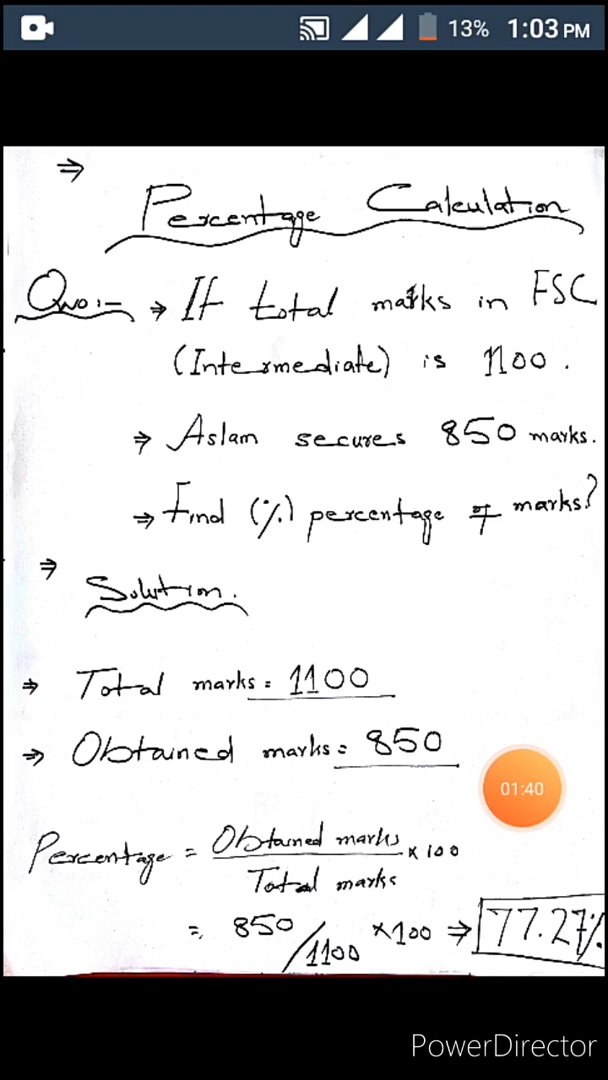 13% 1:03 PM
⇒
Percentage Calculation
Qno:- ⇒ If total marks in FSC
(Intermediate) is 1100.
⇒ Aslam secures 850 marks.
⇒ Find (%) percentage of marks?
⇒
Solution.
⇒ Total marks = 1100
⇒ Obtained marks = 850
01:40
Percentage = Obtained marks × 100
Total marks
= 850/1100 ×100 ⇒ 77.27%
PowerDirector